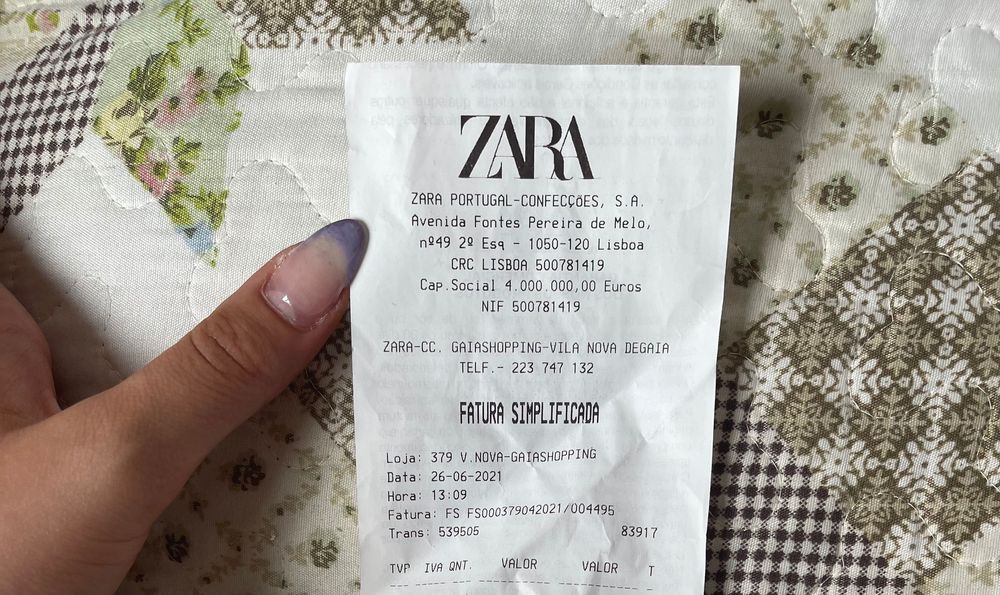 ZARA
ZARA PORTUGAL-CONFECÇÕES, S.A.
Avenida Fontes Pereira de Melo,
nº49 2º Esq - 1050-120 Lisboa
CRC LISBOA 500781419
Cap.Social 4.000.000,00 Euros
NIF 500781419
ZARA-CC. GAIASHOPPING-VILA NOVA DEGAIA
TELF.- 223 747 132
FATURA SIMPLIFICADA
Loja: 379 V.NOVA-GAIASHOPPING
Data: 26-06-2021
Hora: 13:09
Fatura: FS FS000379042021/004495
Trans: 539505 83917
TVP IVA QNT. VALOR VALOR T